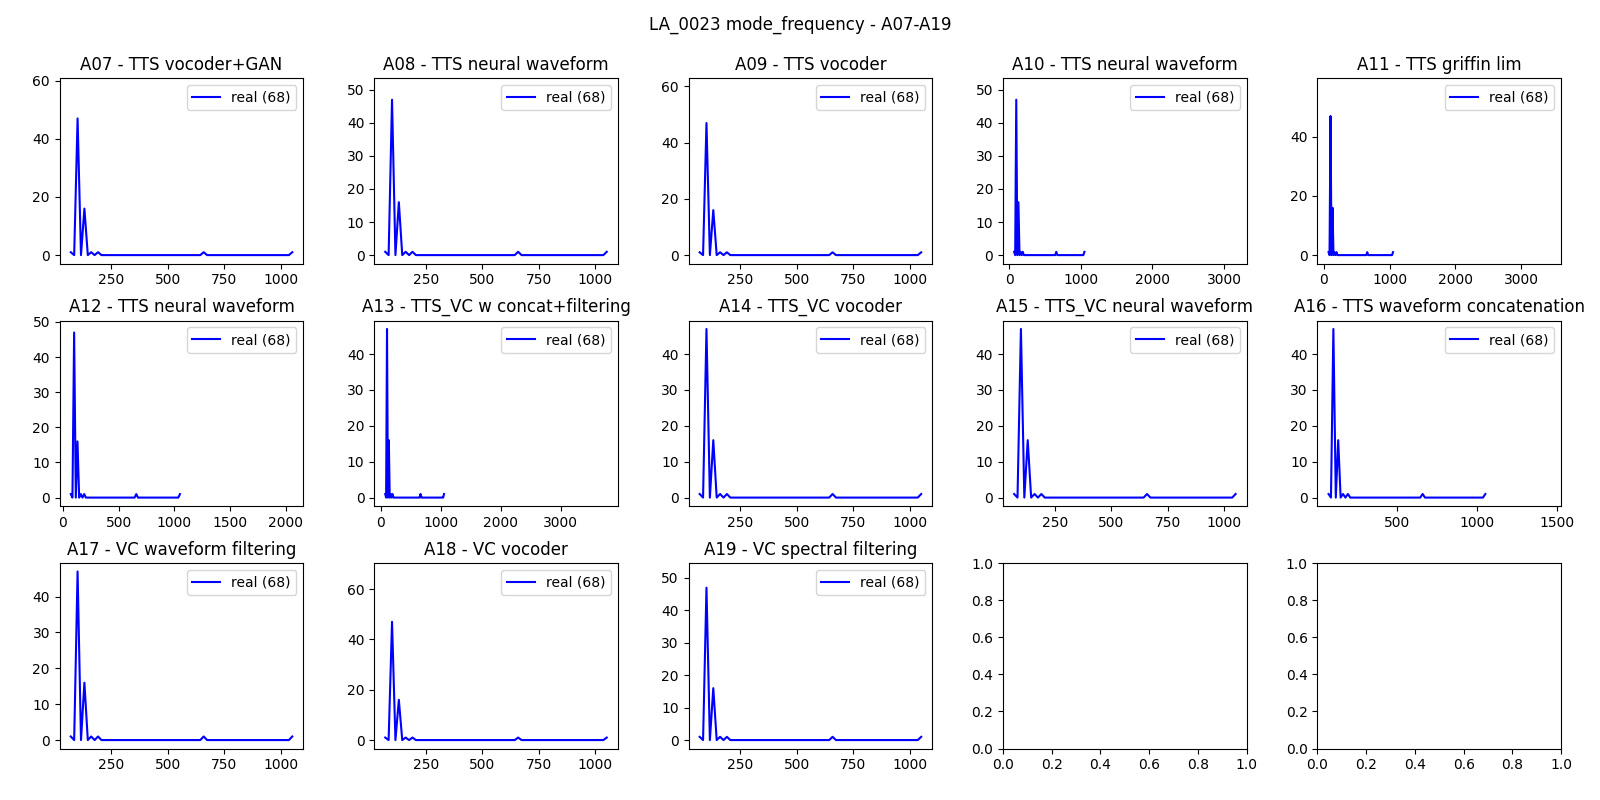 LA_0023 mode_frequency - A07-A19
A07 - TTS vocoder+GAN
A08 - TTS neural waveform
A09 - TTS vocoder
A10 - TTS neural waveform
A11 - TTS griffin lim
60
40
20
0
250 500 750 1000
real (68)
50
40
30
20
10
0
250 500 750 1000
real (68)
60
40
20
0
250 500 750 1000
real (68)
50
40
30
20
10
0
0 1000 2000 3000
real (68)
40
20
0
0 1000 2000 3000
real (68)
A12 - TTS neural waveform
A13 - TTS_VC w concat+filtering
A14 - TTS_VC vocoder
A15 - TTS_VC neural waveform
A16 - TTS waveform concatenation
50
40
30
20
10
0
0 500 1000 1500 2000
real (68)
40
30
20
10
0
0 1000 2000 3000
real (68)
40
30
20
10
0
250 500 750 1000
real (68)
40
30
20
10
0
250 500 750 1000
real (68)
40
30
20
10
0
500 1000 1500
real (68)
A17 - VC waveform filtering
A18 - VC vocoder
A19 - VC spectral filtering
40
30
20
10
0
250 500 750 1000
real (68)
60
40
20
0
250 500 750 1000
real (68)
50
40
30
20
10
0
250 500 750 1000
real (68)
1.0
0.8
0.6
0.4
0.2
0.0
0.0 0.2 0.4 0.6 0.8 1.0
1.0
0.8
0.6
0.4
0.2
0.0
0.0 0.2 0.4 0.6 0.8 1.0